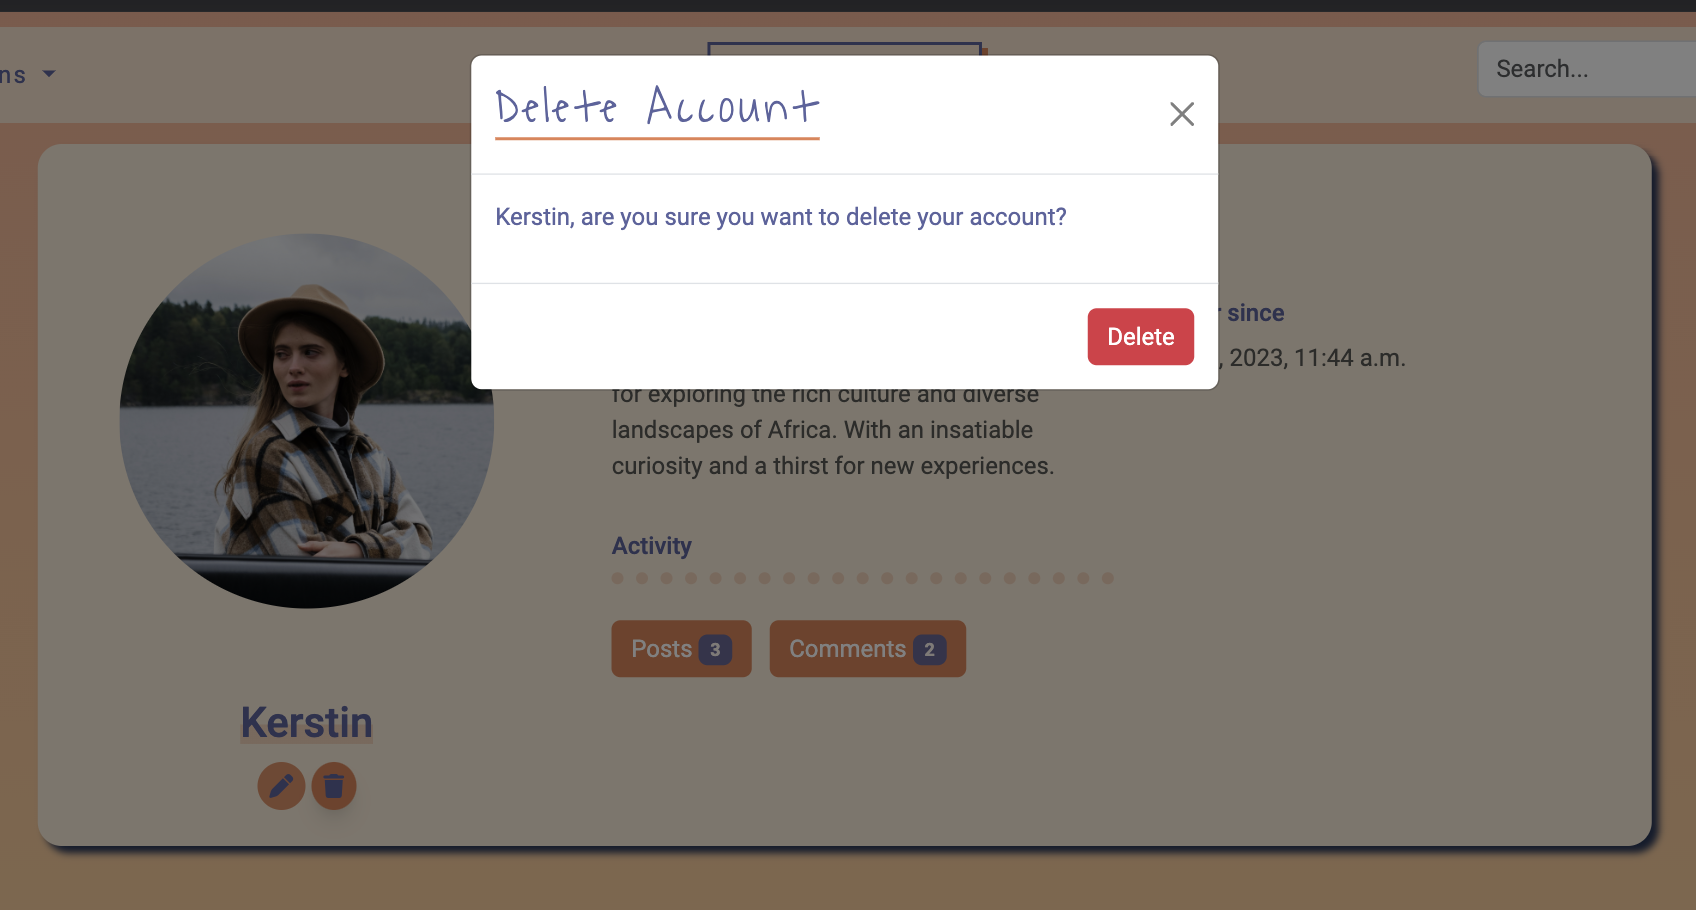 Search...
Delete Account
Kerstin, are you sure you want to delete your account?
Delete
since
, 2023, 11:44 a.m.
for exploring the rich culture and diverse
landscapes of Africa. With an insatiable
curiosity and a thirst for new experiences.
Activity
Posts 3
Comments 2
Kerstin